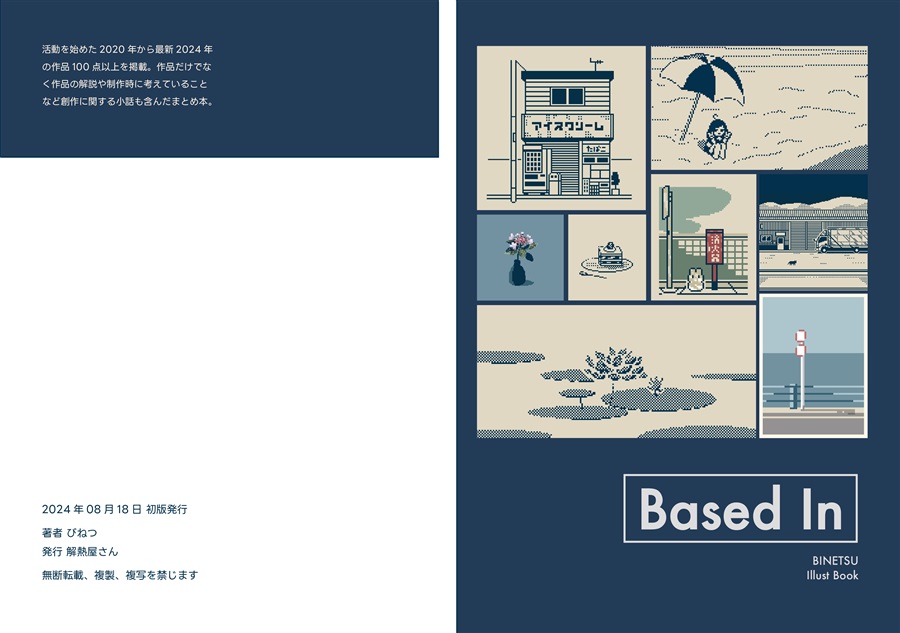 活動を始めた 2020 年から最新 2024 年
の作品 100 点以上を掲載。作品だけでな
く作品の解説や制作時に考えていること
など創作に関する小話も含んだまとめ本。
2024 年 08 月 18 日 初版発行
著者 びねつ
発行 解熱屋さん
無断転載、複製、複写を禁じます
アイスクリーム
たばこ
消火栓
Based In
BINETSU
Illust Book